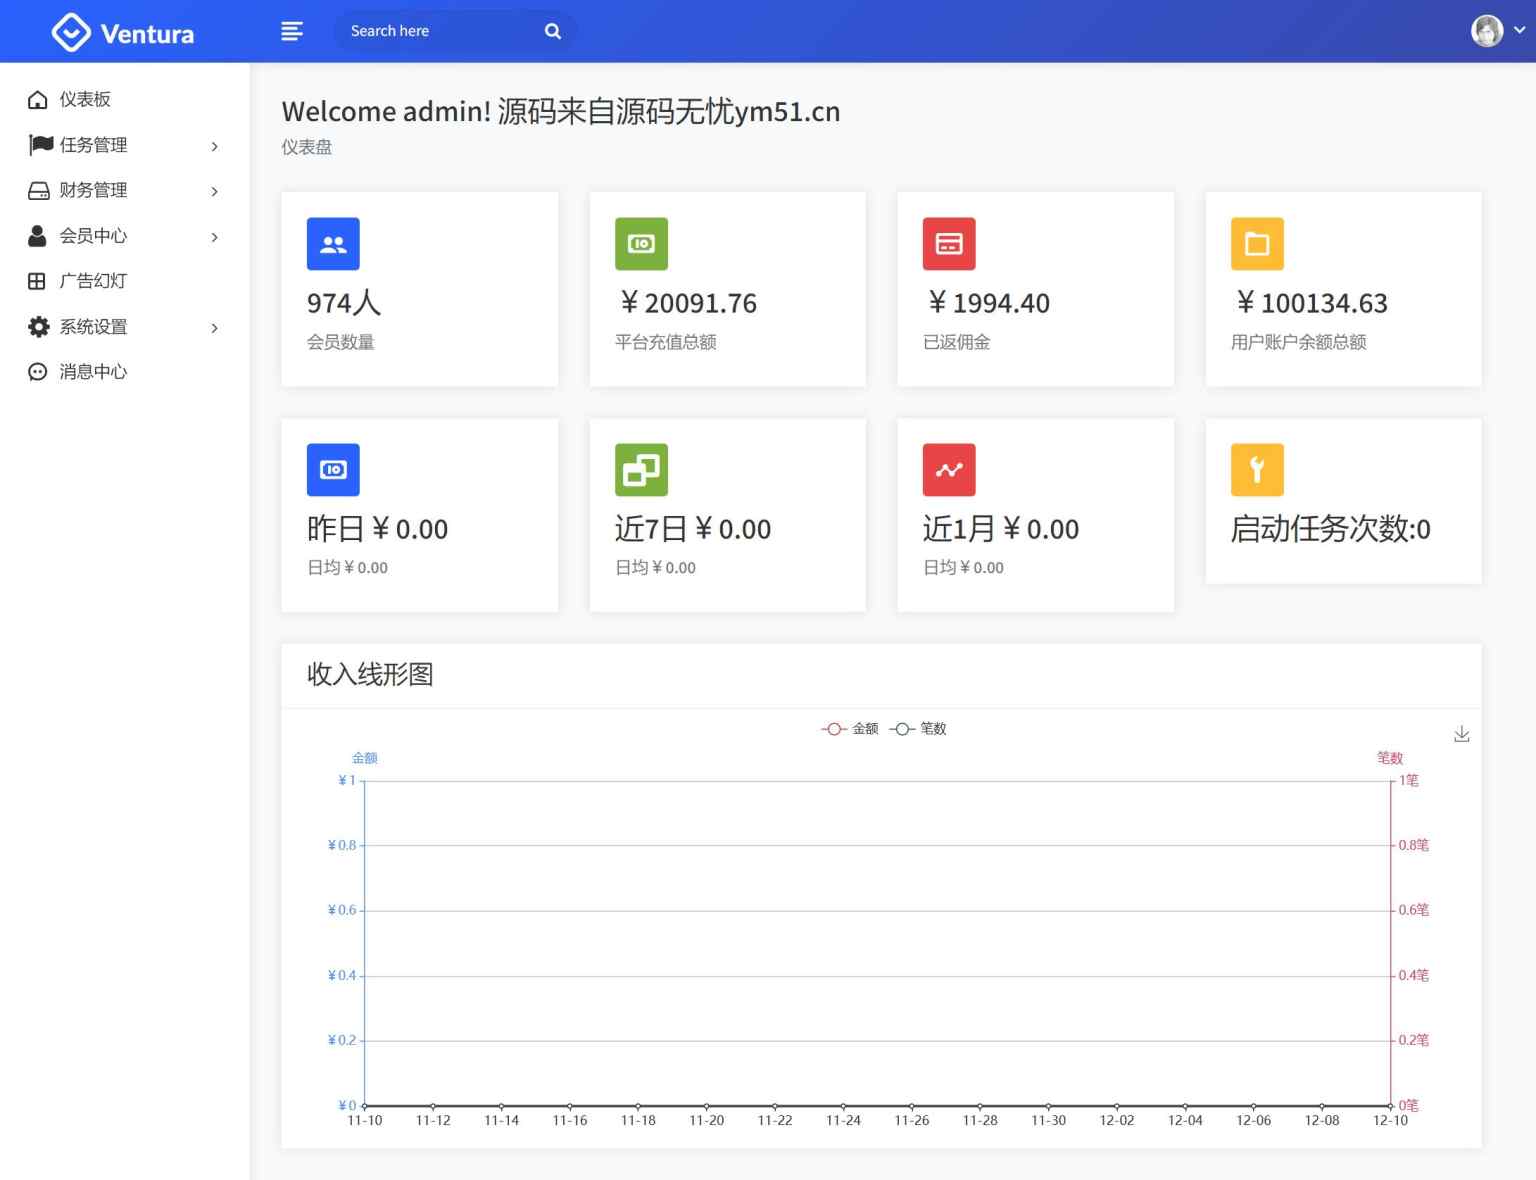 Ventura
Search here
仪表板
任务管理
财务管理
会员中心
广告幻灯
系统设置
消息中心
Welcome admin! 源码来自源码无忧ym51.cn
仪表盘
974人
会员数量
￥20091.76
平台充值总额
￥1994.40
已返佣金
￥100134.63
用户账户余额总额
昨日￥0.00
日均￥0.00
近7日￥0.00
日均￥0.00
近1月￥0.00
日均￥0.00
启动任务次数:0
收入线形图
金额 笔数
金额 笔数
￥1 1笔
￥0.8 0.8笔
￥0.6 0.6笔
￥0.4 0.4笔
￥0.2 0.2笔
￥0 0笔
11-10 11-12 11-14 11-16 11-18 11-20 11-22 11-24 11-26 11-28 11-30 12-02 12-04 12-06 12-08 12-10